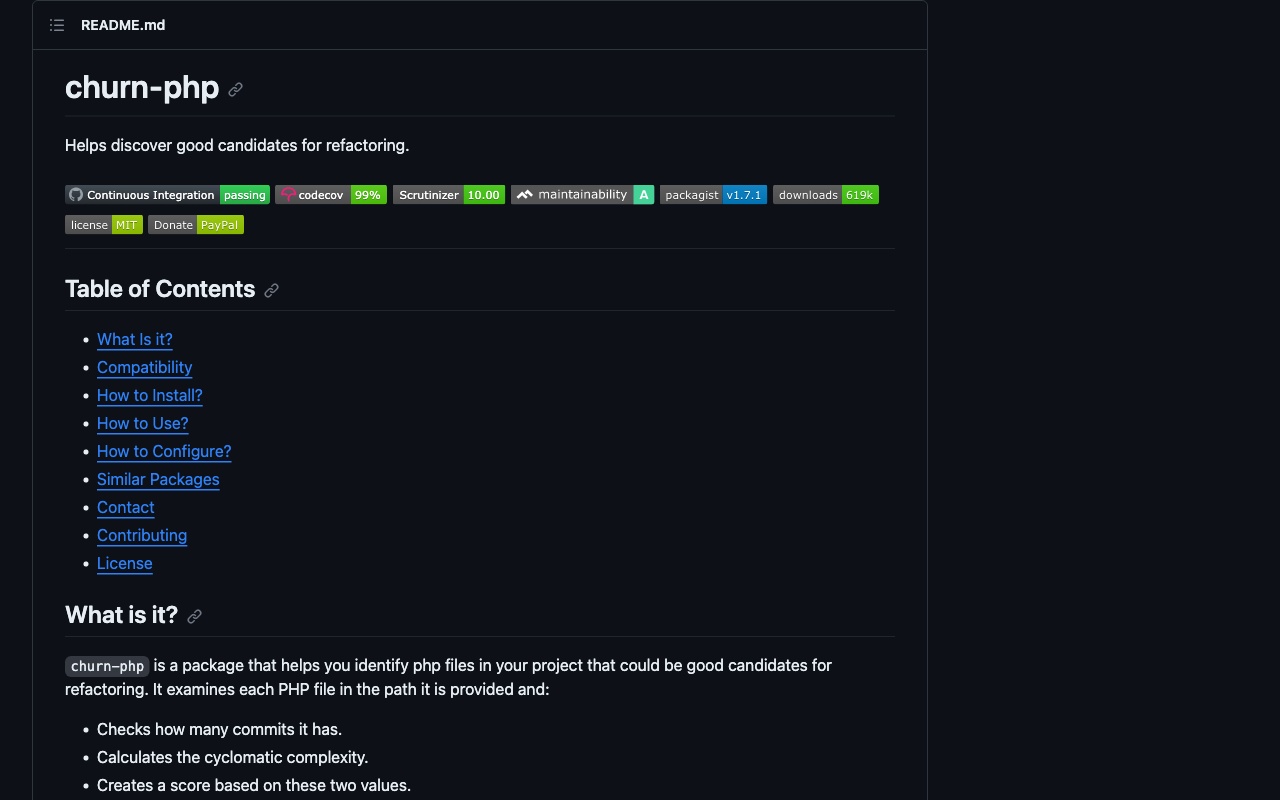 README.md
churn-php
Helps discover good candidates for refactoring.
Continuous Integration passing codecov 99% Scrutinizer 10.00 maintainability A packagist v1.7.1 downloads 619k
license MIT Donate PayPal
Table of Contents
• What Is it?
• Compatibility
• How to Install?
• How to Use?
• How to Configure?
• Similar Packages
• Contact
• Contributing
• License
What is it?
churn-php is a package that helps you identify php files in your project that could be good candidates for
refactoring. It examines each PHP file in the path it is provided and:
• Checks how many commits it has.
• Calculates the cyclomatic complexity.
• Creates a score based on these two values.